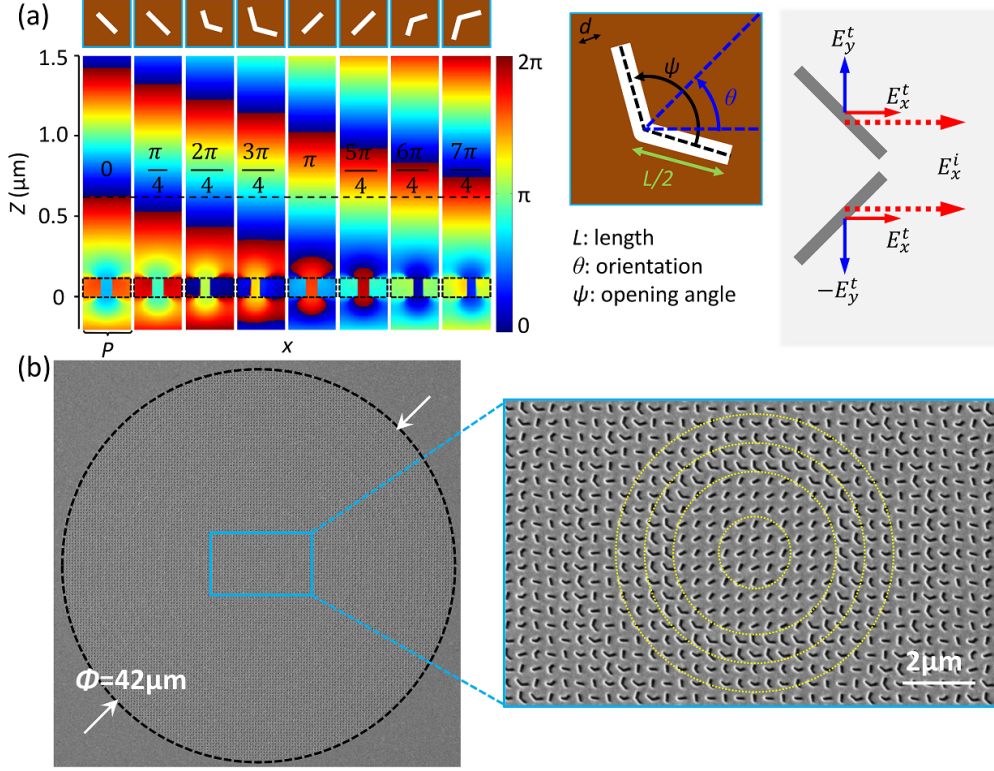 (a)
2π
π
0
1.5
1.0
0.5
0
Z (μm)
0
π/4
2π/4
3π/4
π
5π/4
6π/4
7π/4
P
x
d
ψ
θ
L/2
L: length
θ: orientation
ψ: opening angle
E_y^t
E_x^t
E_x^i
E_x^t
−E_y^t
(b)
Φ=42μm
2μm